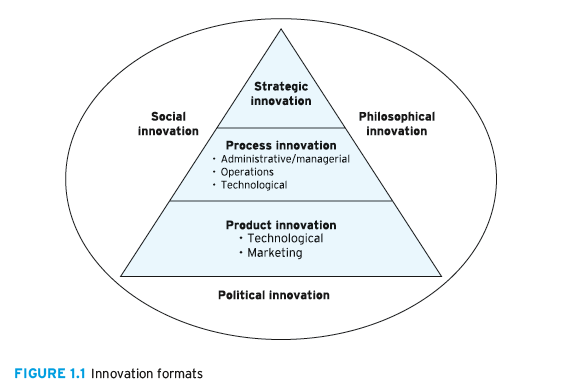 Strategic
innovation
Social
innovation
Philosophical
innovation
Process innovation
· Administrative/managerial
· Operations
· Technological
Product innovation
· Technological
· Marketing
Political innovation
FIGURE 1.1 Innovation formats